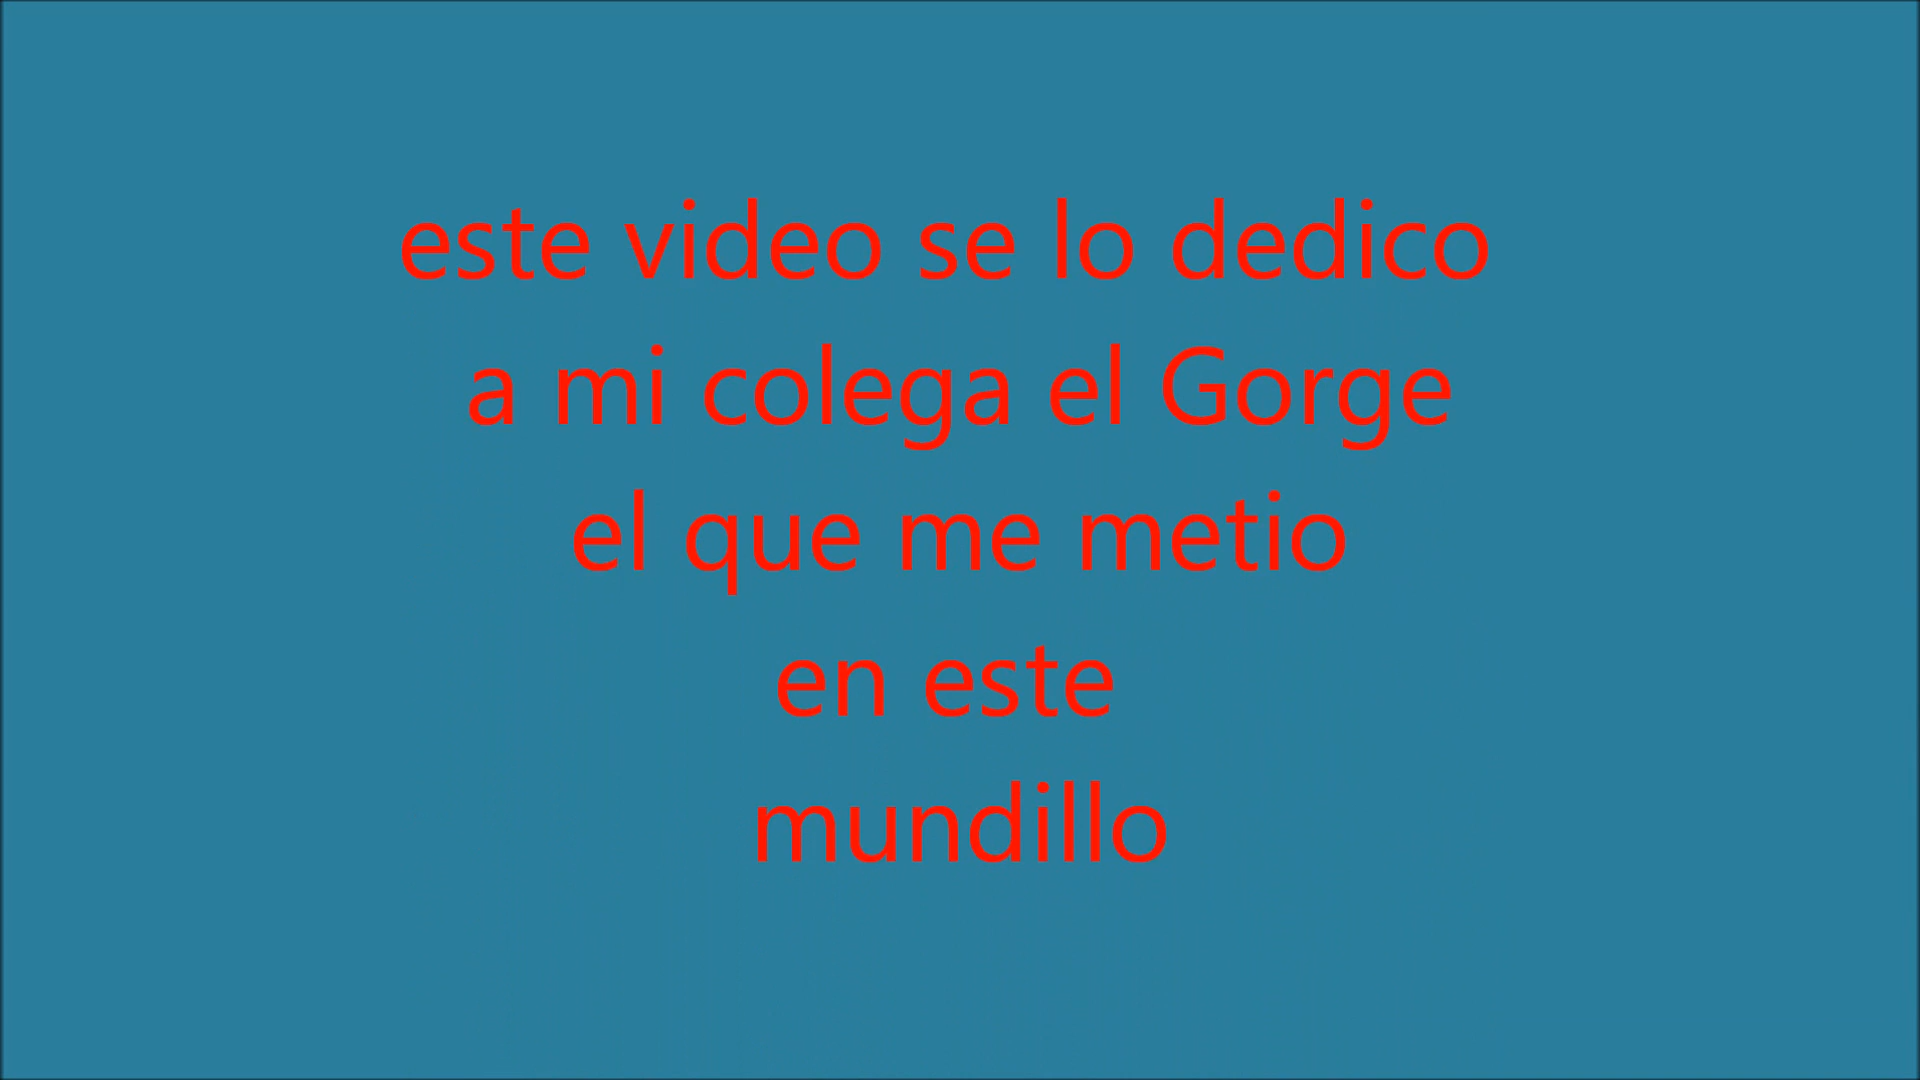 este video se lo dedico
a mi colega el Gorge
el que me metio
en este
mundillo